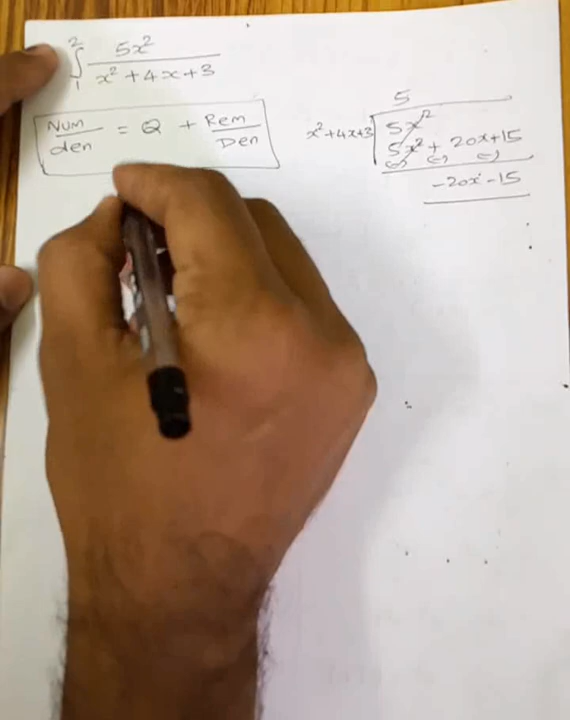 ∫₁² 5x² / (x² + 4x + 3)
Num/den = Q + Rem/Den
5
x²+4x+3 5x²
5x² + 20x+15
(-) (-) (-)
-20x -15